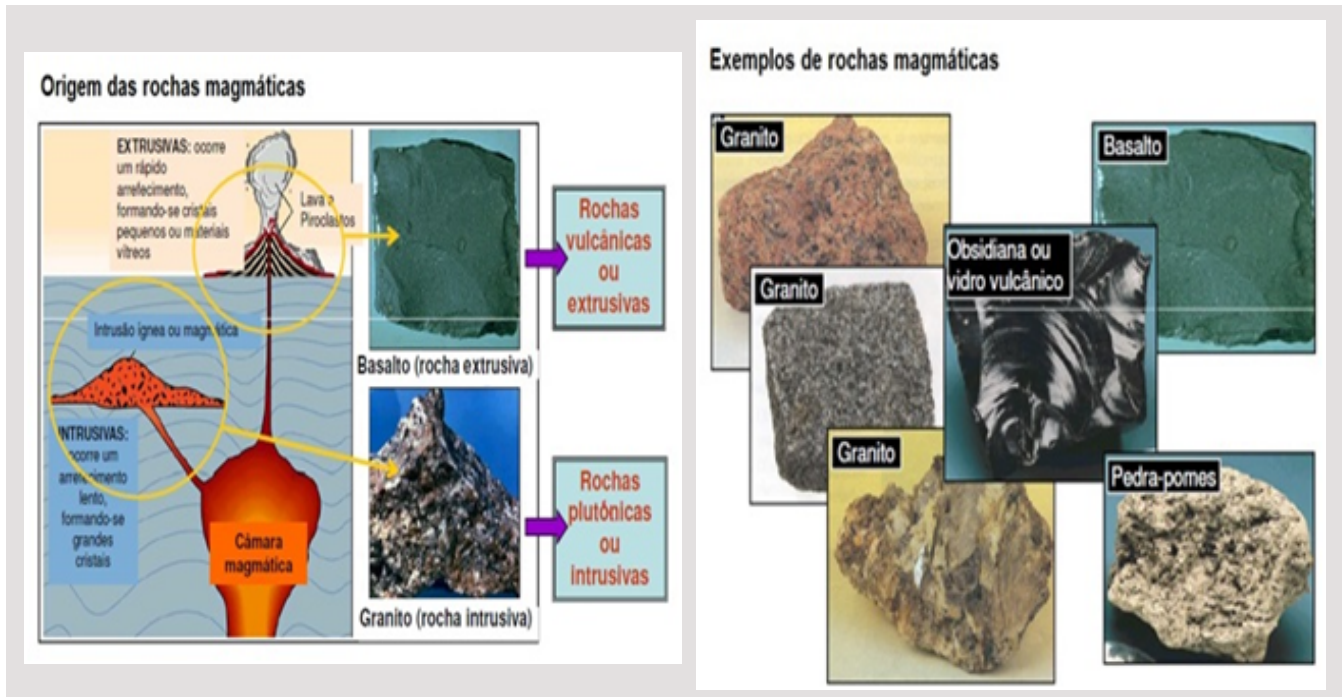 Origem das rochas magmáticas
EXTRUSIVAS: ocorre
um rápido
arrefecimento,
formando-se cristais
pequenos ou materiais
vítreos
Lava e
Piroclastos
Intrusão ígnea ou magmática
INTRUSIVAS:
ocorre um
arrefecimento
lento,
formando-se
grandes
cristais
Câmara
magmática
Basalto (rocha extrusiva)
Granito (rocha intrusiva)
Rochas
vulcânicas
ou
extrusivas
Rochas
plutônicas
ou
intrusivas
Exemplos de rochas magmáticas
Granito
Basalto
Obsidiana ou
vidro vulcânico
Granito
Granito
Pedra-pomes